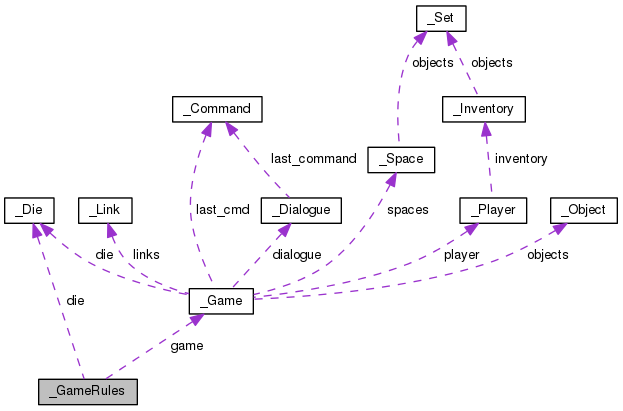 _Set
objects
objects
_Command
_Inventory
last_command
_Space
inventory
_Die
_Link
last_cmd
_Dialogue
spaces
_Player
_Object
die
links
dialogue
player
objects
_Game
die
game
_GameRules